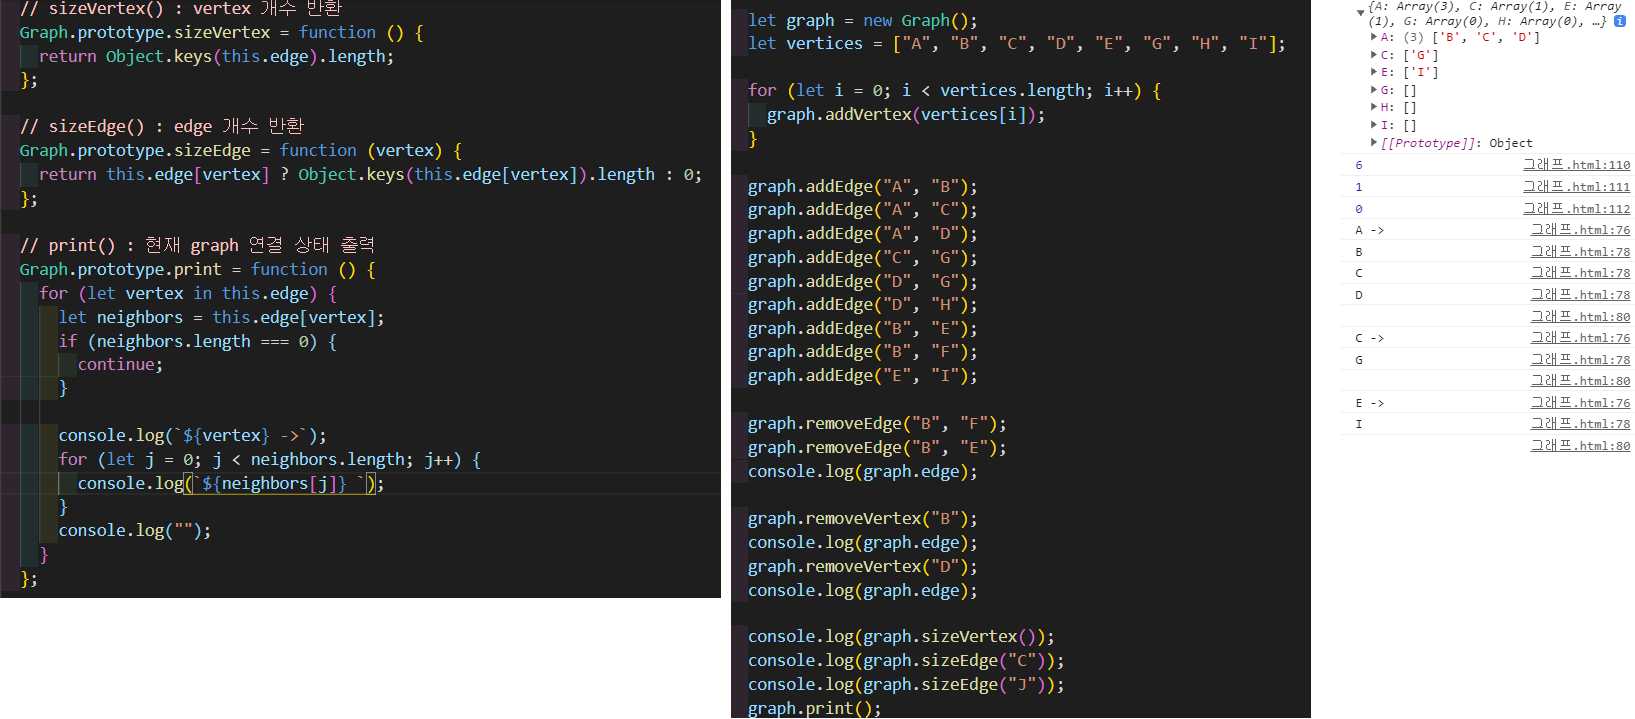 // sizeVertex() : vertex 개수 반환
Graph.prototype.sizeVertex = function () {
  return Object.keys(this.edge).length;
};

// sizeEdge() : edge 개수 반환
Graph.prototype.sizeEdge = function (vertex) {
  return this.edge[vertex] ? Object.keys(this.edge[vertex]).length : 0;
};

// print() : 현재 graph 연결 상태 출력
Graph.prototype.print = function () {
  for (let vertex in this.edge) {
    let neighbors = this.edge[vertex];
    if (neighbors.length === 0) {
      continue;
    }

    console.log(`${vertex} ->`);
    for (let j = 0; j < neighbors.length; j++) {
      console.log(`${neighbors[j]} `);
    }
    console.log("");
  }
};
let graph = new Graph();
let vertices = ["A", "B", "C", "D", "E", "G", "H", "I"];

for (let i = 0; i < vertices.length; i++) {
  graph.addVertex(vertices[i]);
}

graph.addEdge("A", "B");
graph.addEdge("A", "C");
graph.addEdge("A", "D");
graph.addEdge("C", "G");
graph.addEdge("D", "G");
graph.addEdge("D", "H");
graph.addEdge("B", "E");
graph.addEdge("B", "F");
graph.addEdge("E", "I");

graph.removeEdge("B", "F");
graph.removeEdge("B", "E");
console.log(graph.edge);

graph.removeVertex("B");
console.log(graph.edge);
graph.removeVertex("D");
console.log(graph.edge);

console.log(graph.sizeVertex());
console.log(graph.sizeEdge("C"));
console.log(graph.sizeEdge("J"));
graph.print();
{A: Array(3), C: Array(1), E: Array
(1), G: Array(0), H: Array(0), …} i
A: (3) ['B', 'C', 'D']
C: ['G']
E: ['I']
G: []
H: []
I: []
[[Prototype]]: Object
6 그래프.html:110
1 그래프.html:111
0 그래프.html:112
A -> 그래프.html:76
B 그래프.html:78
C 그래프.html:78
D 그래프.html:78
그래프.html:80
C -> 그래프.html:76
G 그래프.html:78
그래프.html:80
E -> 그래프.html:76
I 그래프.html:78
그래프.html:80